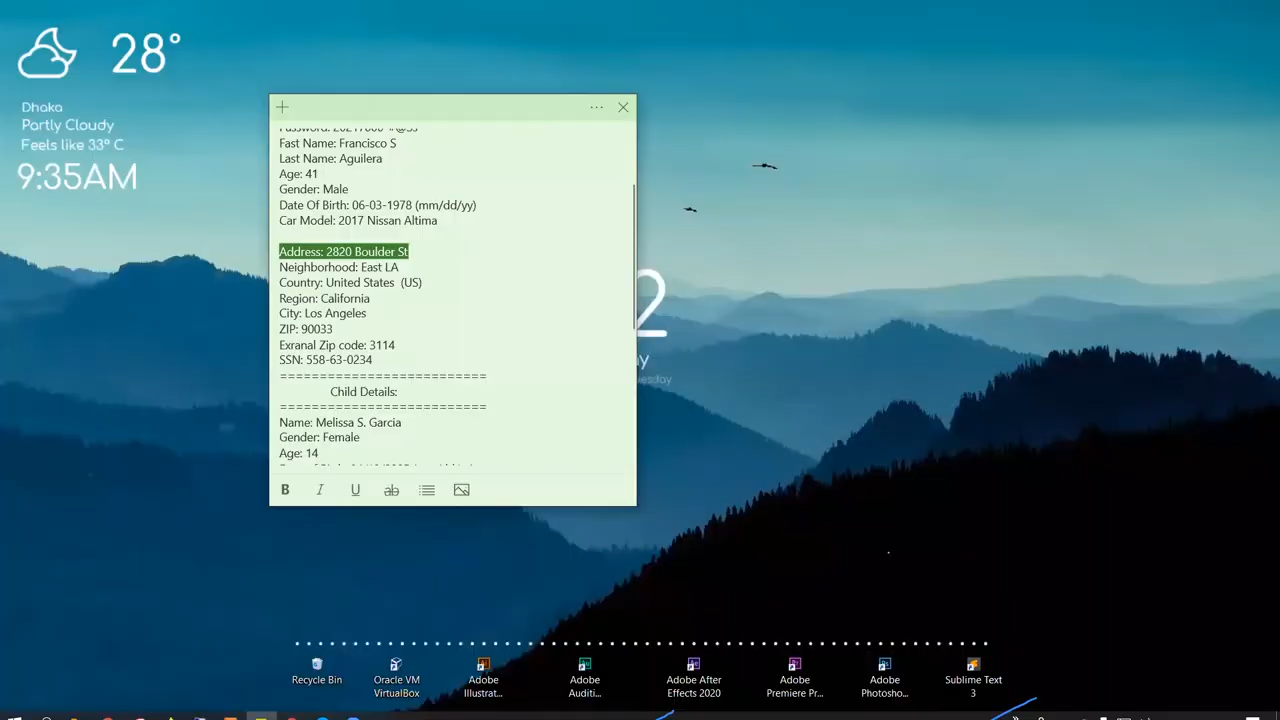 28°
Dhaka
Partly Cloudy
Feels like 33° C
9:35AM
Fast Name: Francisco S
Last Name: Aguilera
Age: 41
Gender: Male
Date Of Birth: 06-03-1978 (mm/dd/yy)
Car Model: 2017 Nissan Altima
Address: 2820 Boulder St
Neighborhood: East LA
Country: United States  (US)
Region: California
City: Los Angeles
ZIP: 90033
Exranal Zip code: 3114
SSN: 558-63-0234
=========================
Child Details:
=========================
Name: Melissa S. Garcia
Gender: Female
Age: 14
B I U ab
2
Recycle Bin
Oracle VM
VirtualBox
Adobe
Illustrat...
Adobe
Auditi...
Adobe After
Effects 2020
Adobe
Premiere Pr...
Adobe
Photosho...
Sublime Text
3